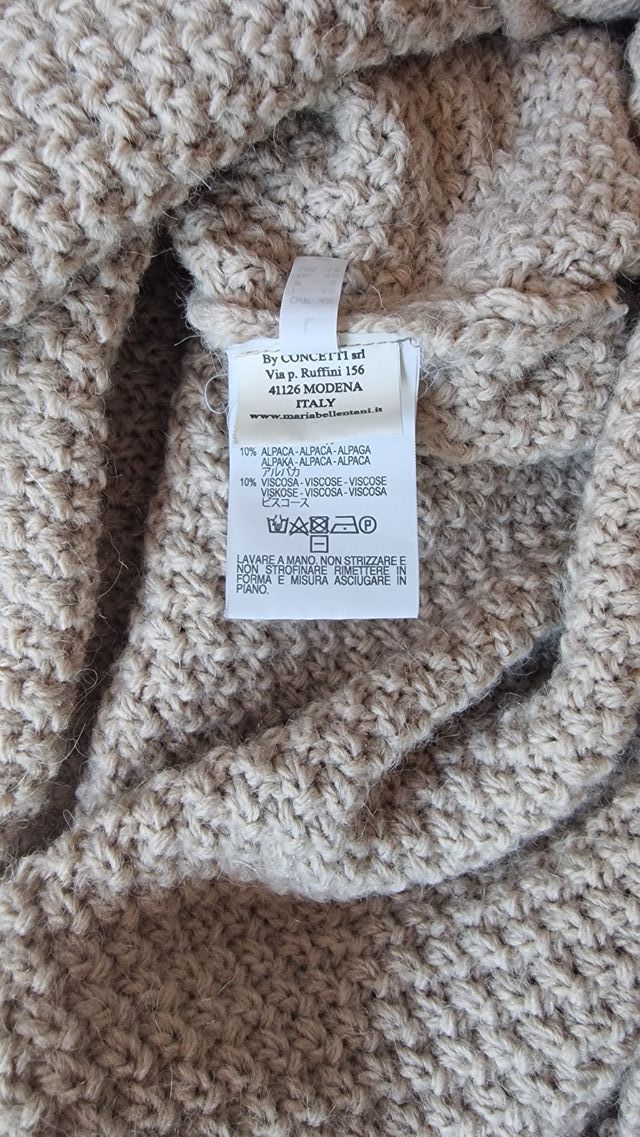 L
By CONCETTI srl
Via p. Ruffini 156
41126 MODENA
ITALY
www.mariabellentani.it
10% ALPACA - ALPACA - ALPAGA
ALPAKA - ALPACA - ALPACA
アルパカ
10% VISCOSA - VISCOSE - VISCOSE
VISKOSE - VISCOSA - VISCOSA
ビスコース
P
LAVARE A MANO. NON STRIZZARE E
NON STROFINARE RIMETTERE IN
FORMA E MISURA ASCIUGARE IN
PIANO.